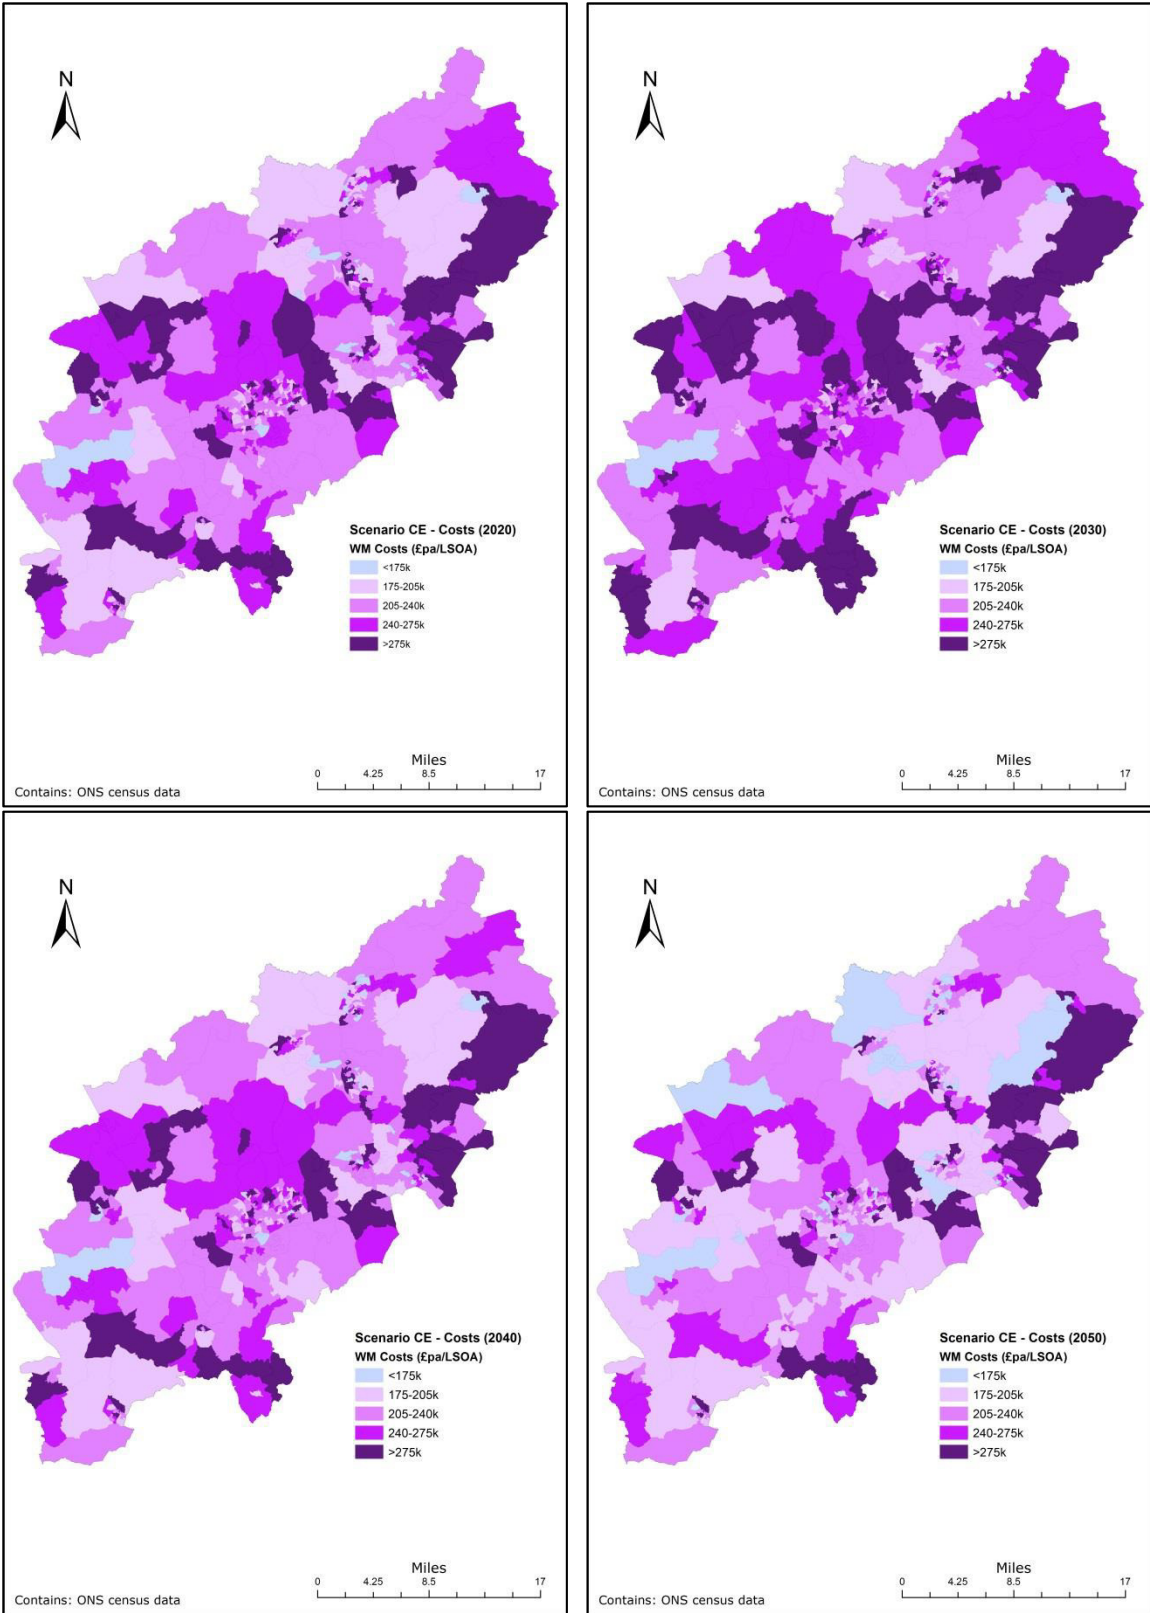 N
Scenario CE - Costs (2020)
WM Costs (£pa/LSOA)
<175k
175-205k
205-240k
240-275k
>275k
Miles
0 4.25 8.5 17
Contains: ONS census data
N
Scenario CE - Costs (2030)
WM Costs (£pa/LSOA)
<175k
175-205k
205-240k
240-275k
>275k
Miles
0 4.25 8.5 17
Contains: ONS census data
N
Scenario CE - Costs (2040)
WM Costs (£pa/LSOA)
<175k
175-205k
205-240k
240-275k
>275k
Miles
0 4.25 8.5 17
Contains: ONS census data
N
Scenario CE - Costs (2050)
WM Costs (£pa/LSOA)
<175k
175-205k
205-240k
240-275k
>275k
Miles
0 4.25 8.5 17
Contains: ONS census data